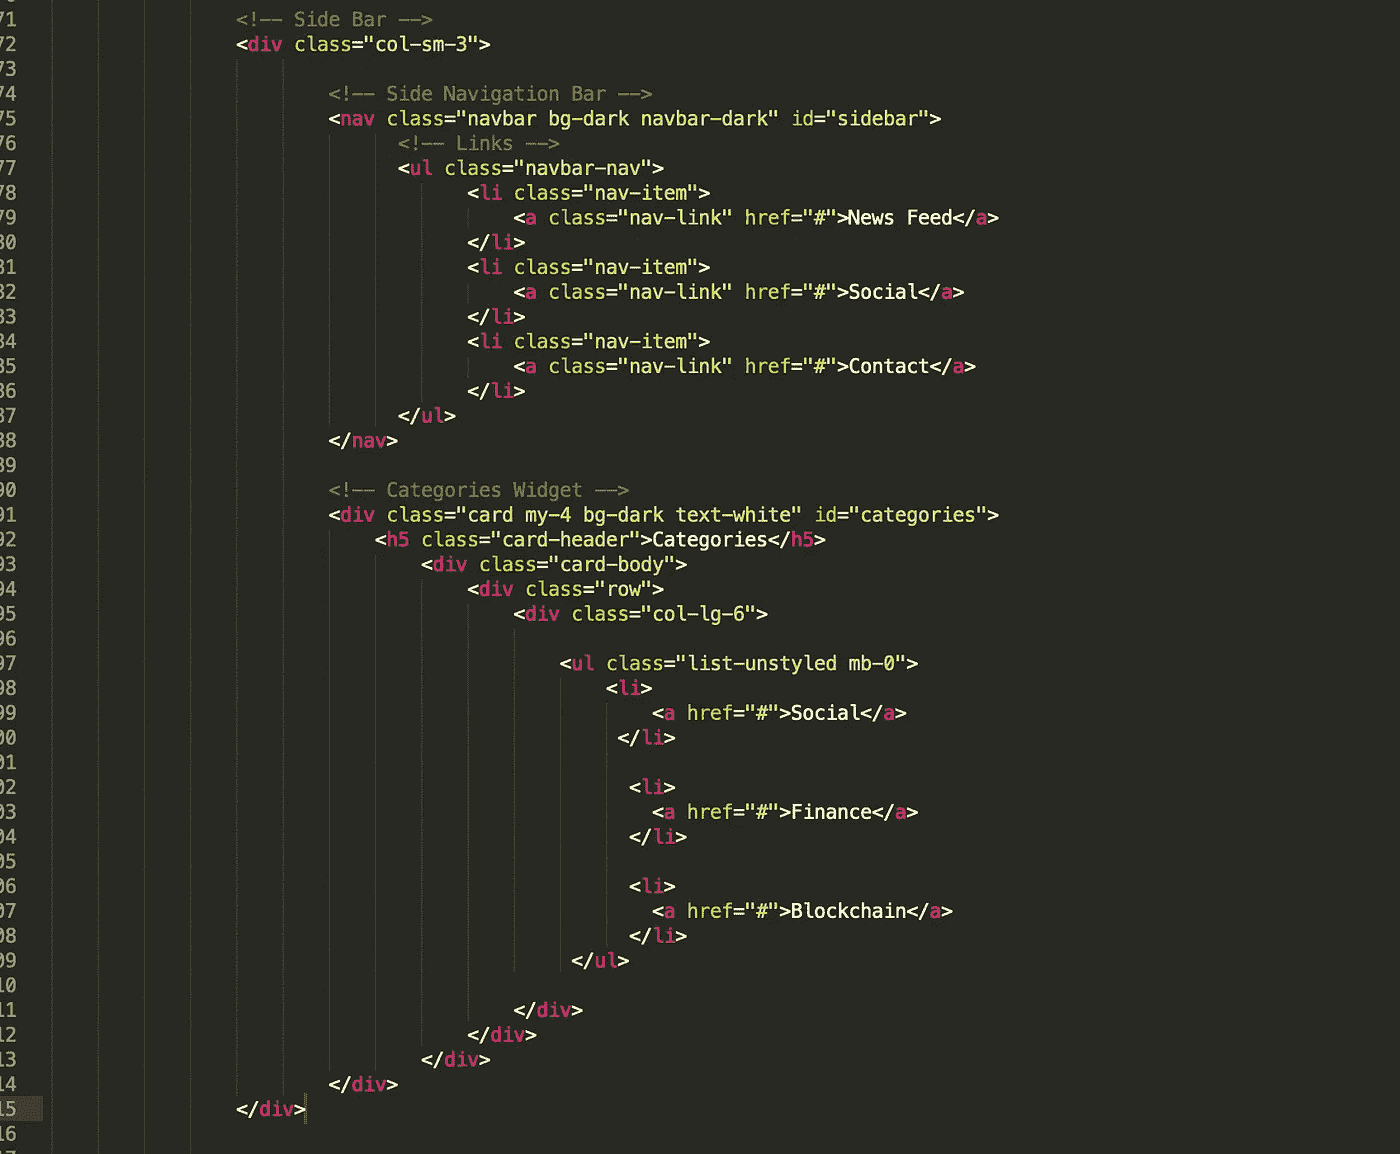 71 <!-- Side Bar -->
72 <div class="col-sm-3">
73
74 <!-- Side Navigation Bar -->
75 <nav class="navbar bg-dark navbar-dark" id="sidebar">
76 <!-- Links -->
77 <ul class="navbar-nav">
78 <li class="nav-item">
79 <a class="nav-link" href="#">News Feed</a>
80 </li>
81 <li class="nav-item">
82 <a class="nav-link" href="#">Social</a>
83 </li>
84 <li class="nav-item">
85 <a class="nav-link" href="#">Contact</a>
86 </li>
87 </ul>
88 </nav>
89
90 <!-- Categories Widget -->
91 <div class="card my-4 bg-dark text-white" id="categories">
92 <h5 class="card-header">Categories</h5>
93 <div class="card-body">
94 <div class="row">
95 <div class="col-lg-6">
96
97 <ul class="list-unstyled mb-0">
98 <li>
99 <a href="#">Social</a>
00 </li>
01
02 <li>
03 <a href="#">Finance</a>
04 </li>
05
06 <li>
07 <a href="#">Blockchain</a>
08 </li>
09 </ul>
10
11 </div>
12 </div>
13 </div>
14 </div>
15 </div>
16